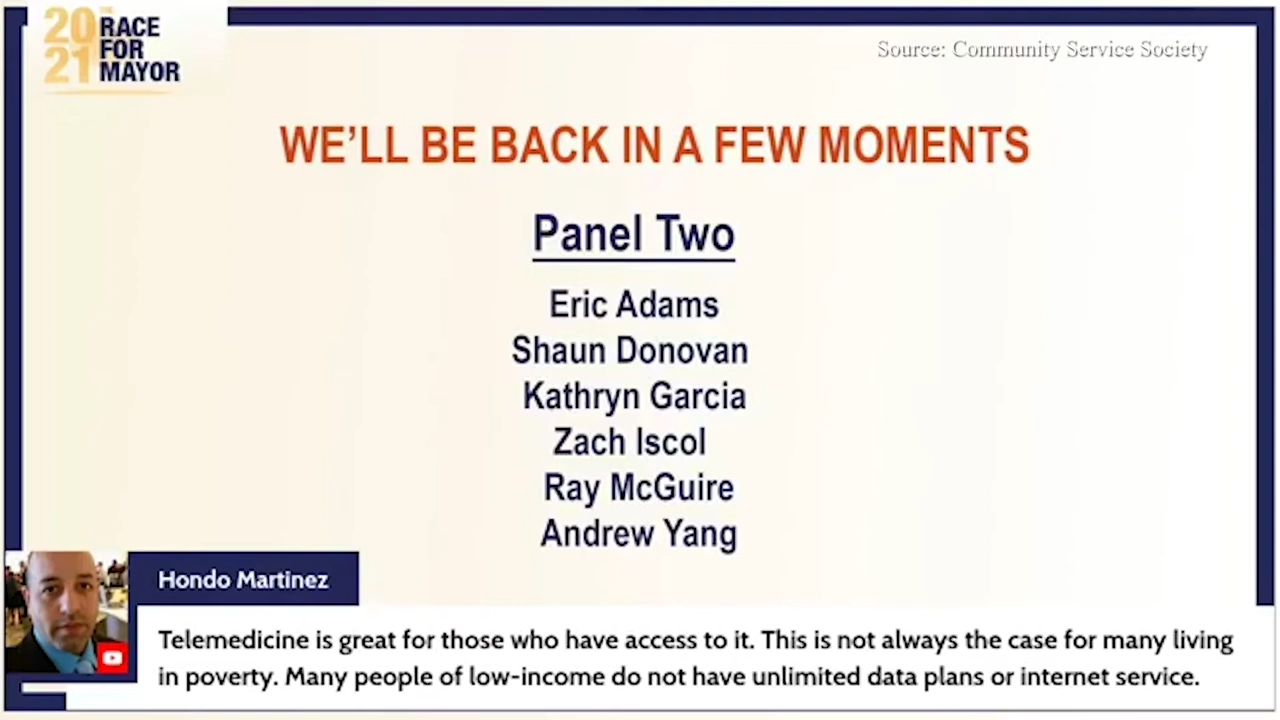 20 THE RACE
21 FOR
MAYOR
Source: Community Service Society
WE'LL BE BACK IN A FEW MOMENTS
Panel Two
Eric Adams
Shaun Donovan
Kathryn Garcia
Zach Iscol
Ray McGuire
Andrew Yang
Hondo Martinez
Telemedicine is great for those who have access to it. This is not always the case for many living
in poverty. Many people of low-income do not have unlimited data plans or internet service.